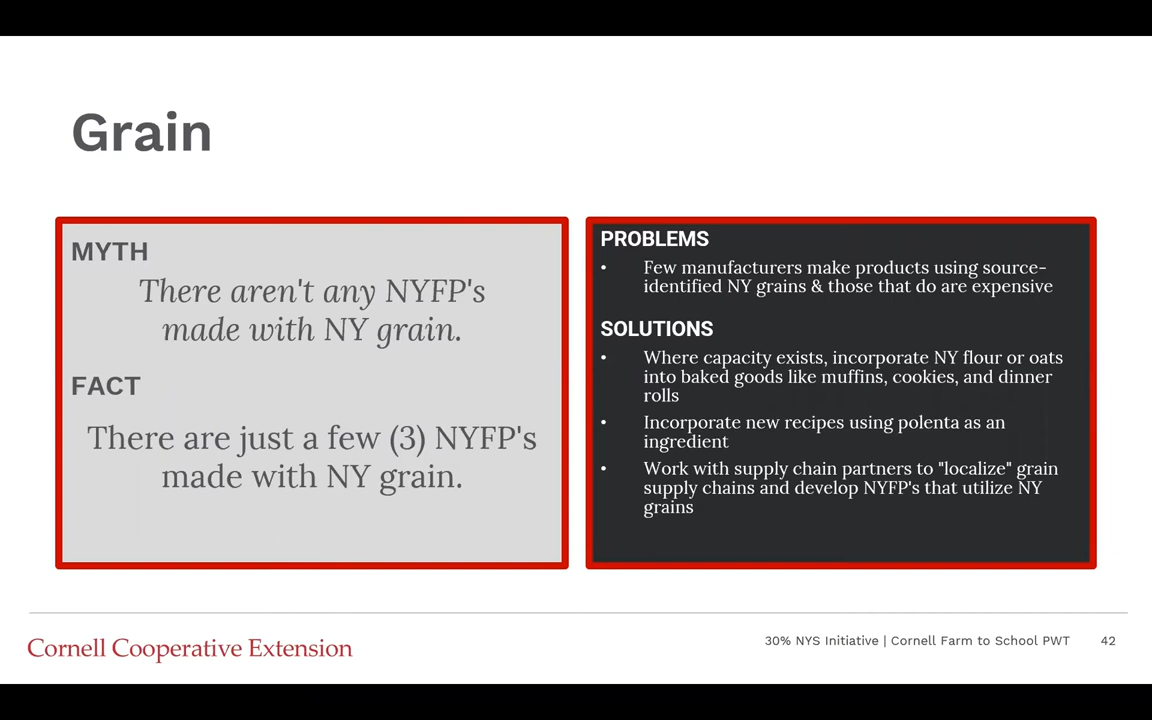 Grain
MYTH
There aren't any NYFP's
made with NY grain.
FACT
There are just a few (3) NYFP's
made with NY grain.
PROBLEMS
• Few manufacturers make products using source-
identified NY grains & those that do are expensive
SOLUTIONS
• Where capacity exists, incorporate NY flour or oats
into baked goods like muffins, cookies, and dinner
rolls
• Incorporate new recipes using polenta as an
ingredient
• Work with supply chain partners to "localize" grain
supply chains and develop NYFP's that utilize NY
grains
Cornell Cooperative Extension
30% NYS Initiative | Cornell Farm to School PWT 42